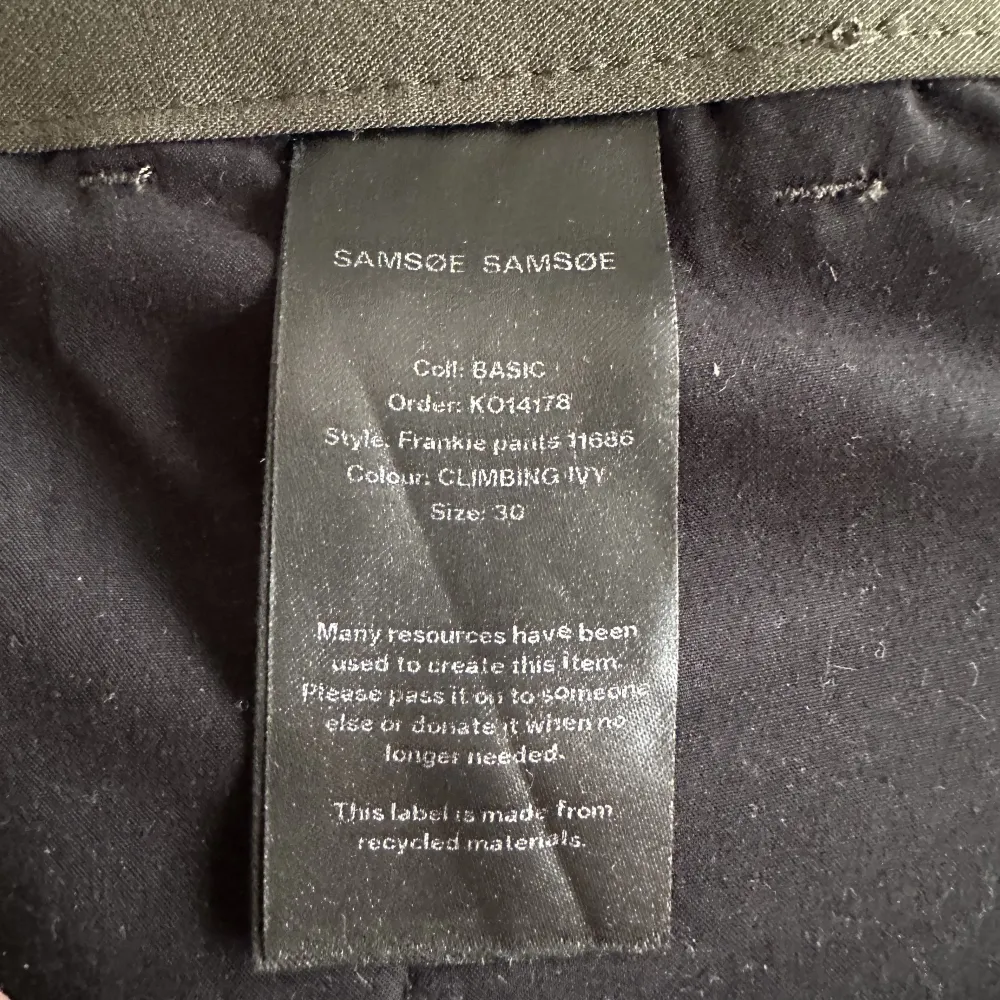 SAMSØE SAMSØE
Coll: BASIC
Order: KO14178
Style: Frankie pants 11686
Colour: CLIMBING IVY
Size: 30
Many resources have been
used to create this item.
Please pass it on to someone
else or donate it when no
longer needed.
This label is made from
recycled materials.